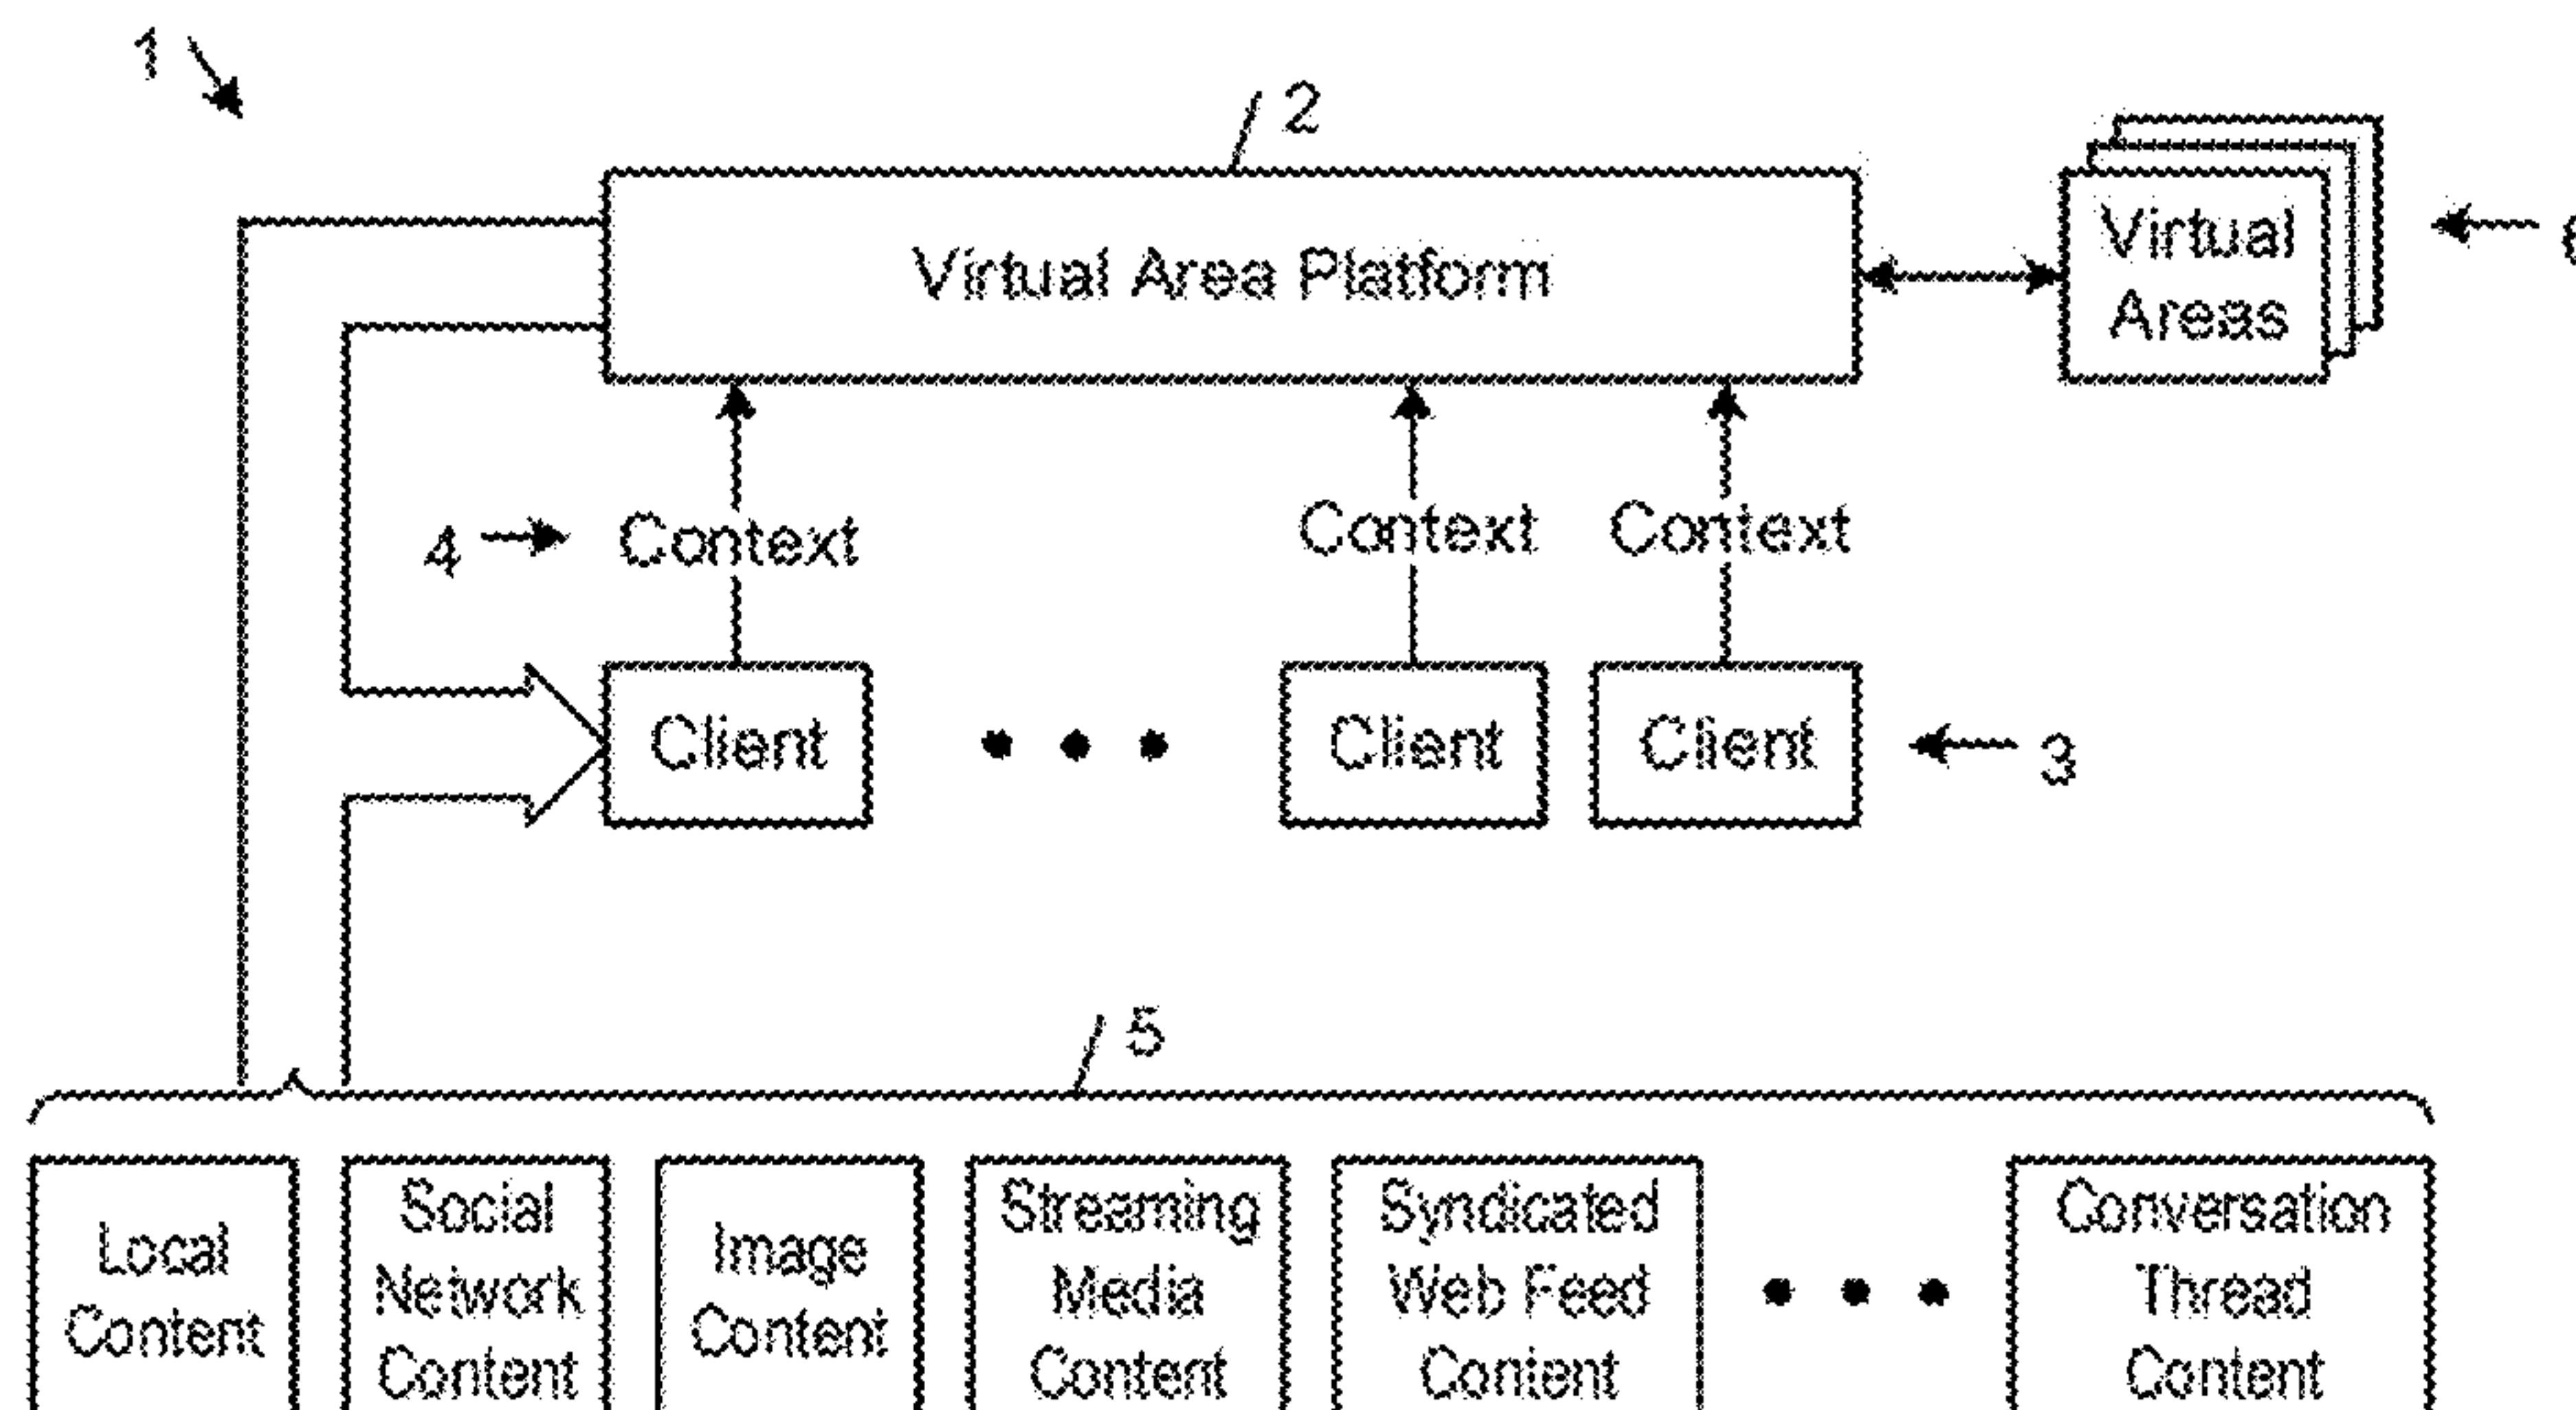 1
2
Virtual Area Platform
Virtual
Areas
4
Context
Context
Context
Client
Client
Client
3
5
Local
Content
Social
Network
Content
Image
Content
Streaming
Media
Content
Syndicated
Web Feed
Content
Conversation
Thread
Content